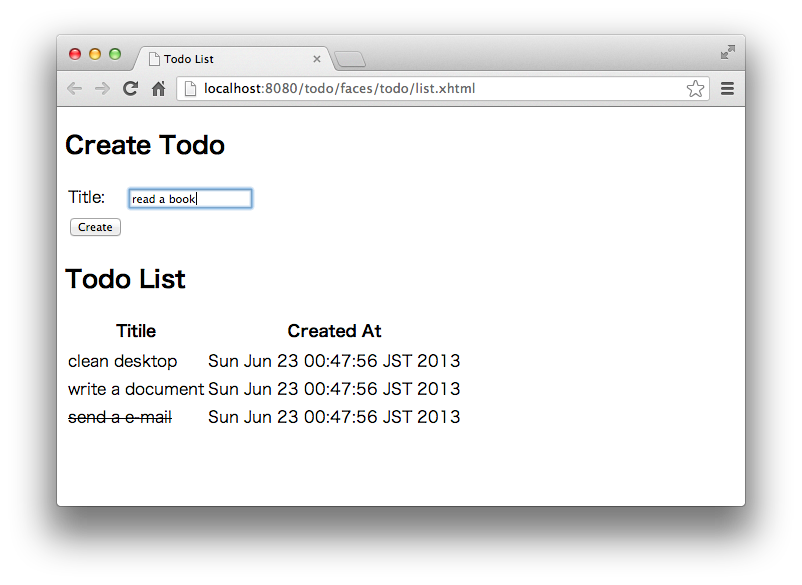 Todo List
localhost:8080/todo/faces/todo/list.xhtml
Create Todo
Title: read a book
Create
Todo List
Titile Created At
clean desktop Sun Jun 23 00:47:56 JST 2013
write a document Sun Jun 23 00:47:56 JST 2013
send a e-mail Sun Jun 23 00:47:56 JST 2013